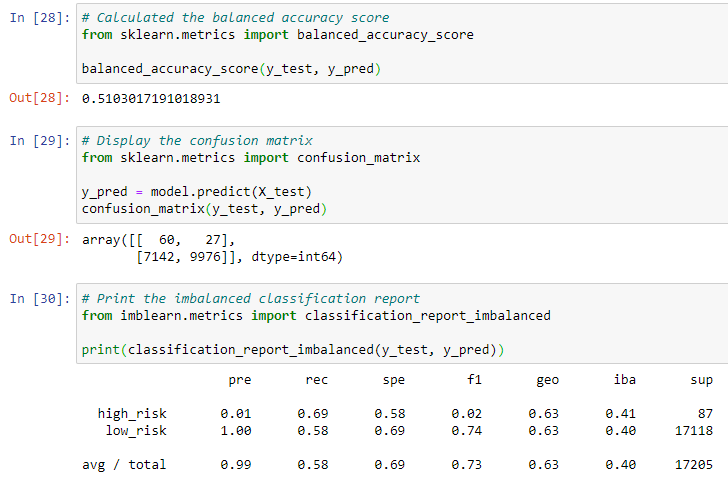 In [28]: # Calculated the balanced accuracy score
from sklearn.metrics import balanced_accuracy_score
balanced_accuracy_score(y_test, y_pred)
Out[28]: 0.5103017191018931
In [29]: # Display the confusion matrix
from sklearn.metrics import confusion_matrix
y_pred = model.predict(X_test)
confusion_matrix(y_test, y_pred)
Out[29]: array([[  60,   27],
[7142, 9976]], dtype=int64)
In [30]: # Print the imbalanced classification report
from imblearn.metrics import classification_report_imbalanced
print(classification_report_imbalanced(y_test, y_pred))
pre rec spe f1 geo iba sup
high_risk 0.01 0.69 0.58 0.02 0.63 0.41 87
low_risk 1.00 0.58 0.69 0.74 0.63 0.40 17118
avg / total 0.99 0.58 0.69 0.73 0.63 0.40 17205